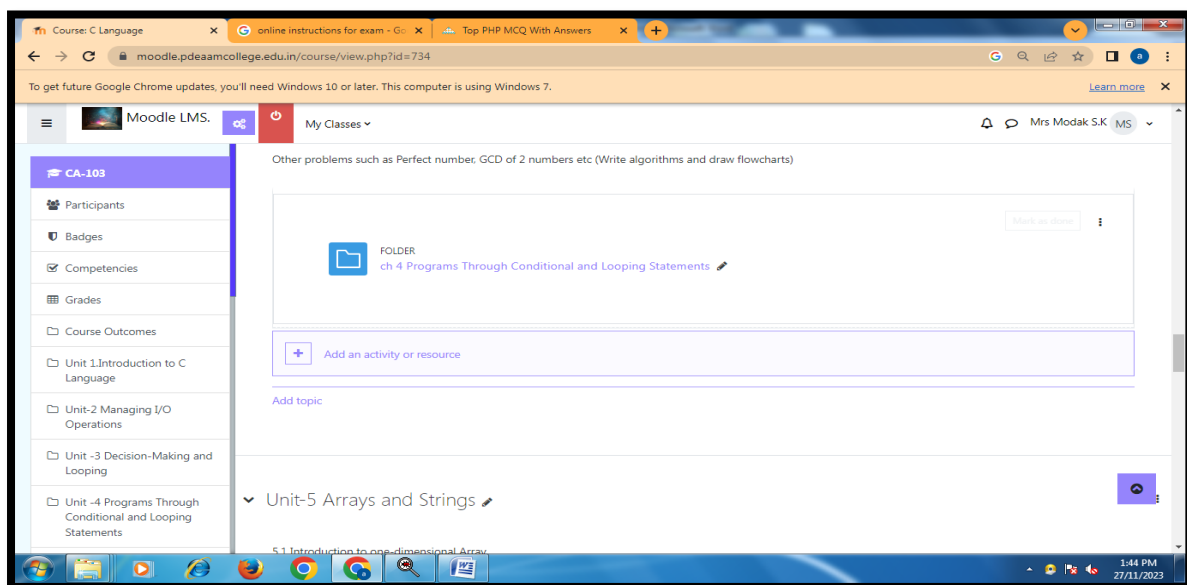 Course: C Language
online instructions for exam - Go
Top PHP MCQ With Answers
moodle.pdeaamcollege.edu.in/course/view.php?id=734
a
To get future Google Chrome updates, you'll need Windows 10 or later. This computer is using Windows 7.
Learn more
Moodle LMS.
My Classes
Mrs Modak S.K MS
CA-103
Participants
Badges
Competencies
Grades
Course Outcomes
Unit 1.Introduction to C
Language
Unit-2 Managing I/O
Operations
Unit -3 Decision-Making and
Looping
Unit -4 Programs Through
Conditional and Looping
Statements
Other problems such as Perfect number, GCD of 2 numbers etc (Write algorithms and draw flowcharts)
Mark as done
FOLDER
ch 4 Programs Through Conditional and Looping Statements
Add an activity or resource
Add topic
Unit-5 Arrays and Strings
5.1 Introduction to one-dimensional Array
1:44 PM
27/11/2023